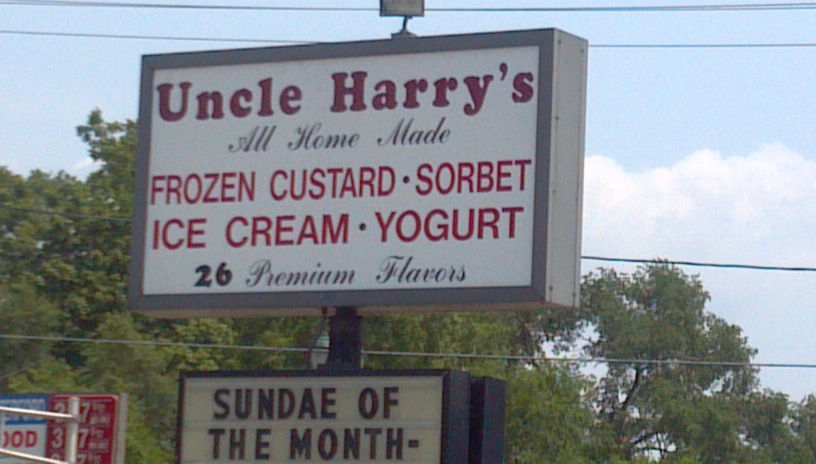 Uncle Harry's
All Home Made
FROZEN CUSTARD · SORBET
ICE CREAM · YOGURT
26 Premium Flavors
SUNDAE OF
THE MONTH-